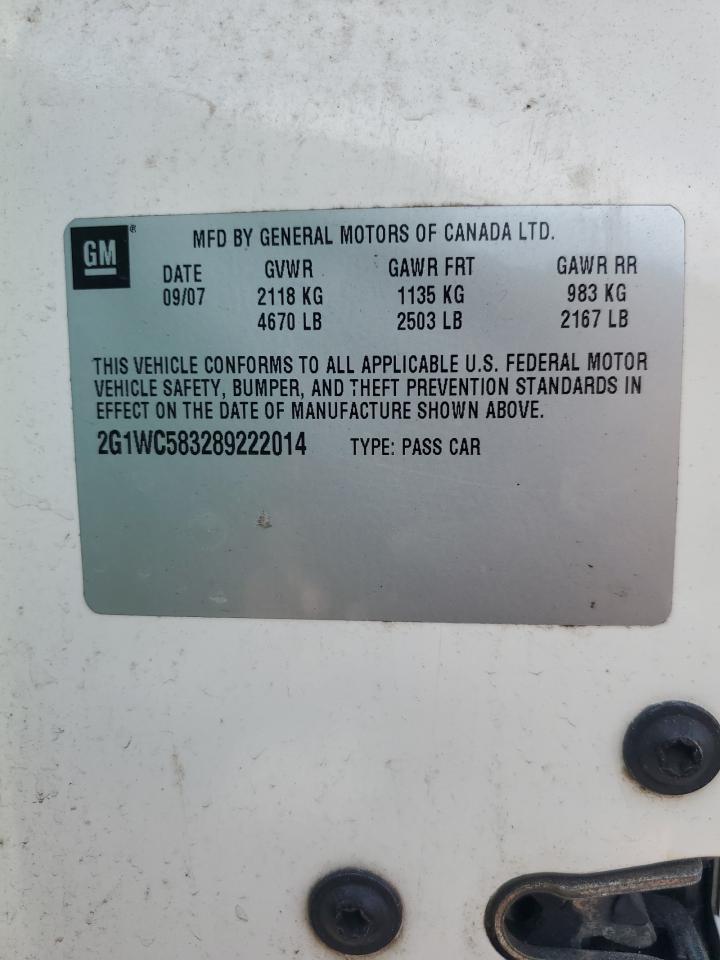 GM® MFD BY GENERAL MOTORS OF CANADA LTD.
DATE GVWR GAWR FRT GAWR RR
09/07 2118 KG 1135 KG 983 KG
4670 LB 2503 LB 2167 LB
THIS VEHICLE CONFORMS TO ALL APPLICABLE U.S. FEDERAL MOTOR
VEHICLE SAFETY, BUMPER, AND THEFT PREVENTION STANDARDS IN
EFFECT ON THE DATE OF MANUFACTURE SHOWN ABOVE.
2G1WC583289222014 TYPE: PASS CAR